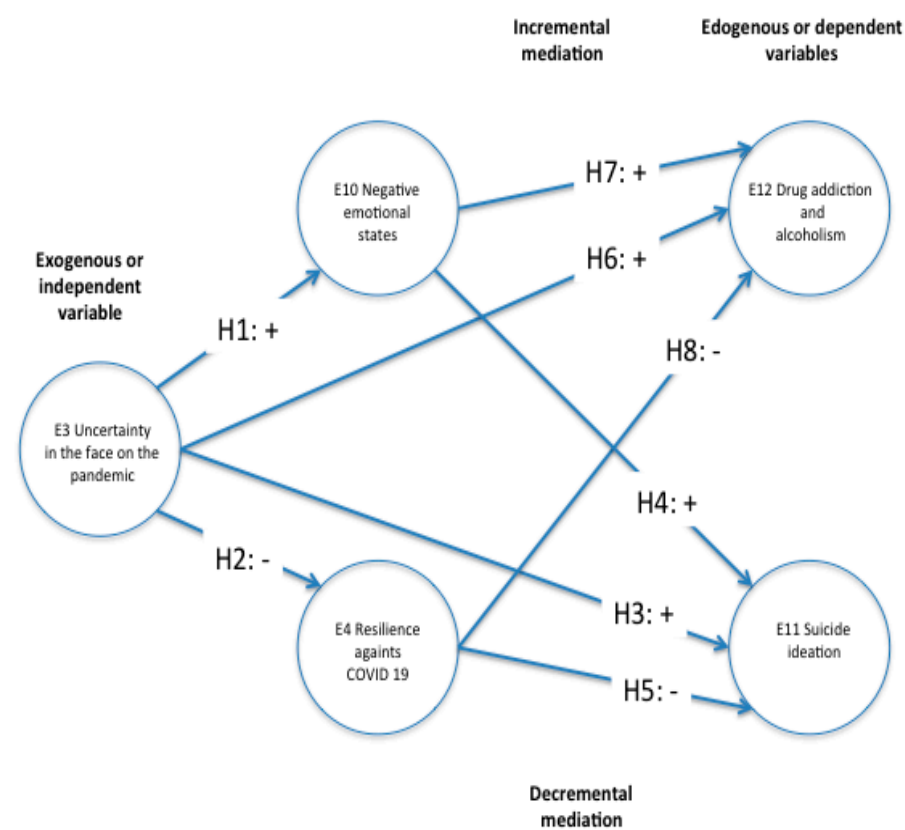 Incremental
mediation
Edogenous or dependent
variables
E10 Negative
emotional
states
H7: +
E12 Drug addiction
and
alcoholism
H6: +
Exogenous or
independent
variable
H1: +
H8: -
E3 Uncertainty
in the face on the
pandemic
H4: +
H2: -
H3: +
E4 Resilience
againts
COVID 19
E11 Suicide
ideation
H5: -
Decremental
mediation